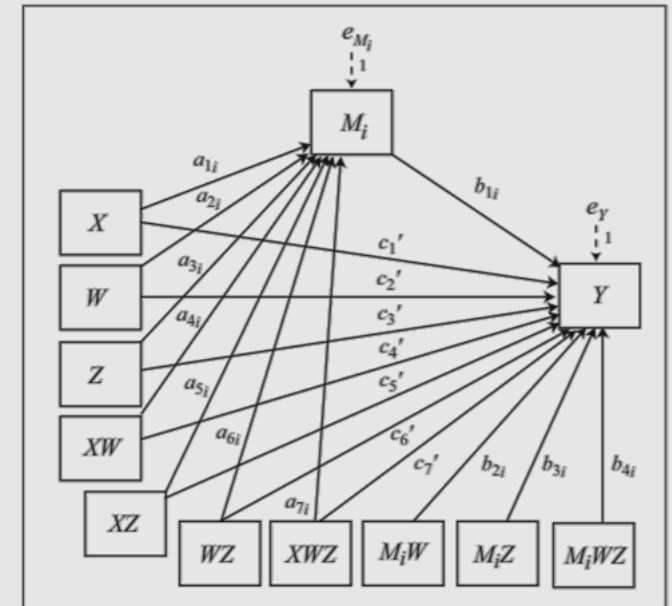 e_{M_i}
1
M_i
a_{1i}
a_{2i}
b_{1i}
X
e_Y
1
c_1'
a_{3i}
W
c_2'
Y
c_3'
a_{4i}
Z
c_4'
a_{5i}
c_5'
XW
a_{6i}
c_6'
c_7'
b_{2i}
b_{3i}
b_{4i}
a_{7i}
XZ
WZ
XWZ
M_iW
M_iZ
M_iWZ